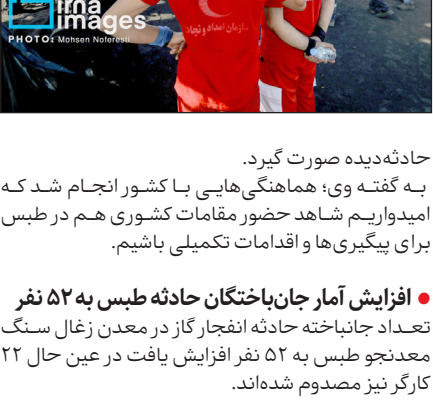 irna
images
PHOTO: Mohsen Noferesti
سازمان امداد و نجات
حادثه‌دیده صورت گیرد.
به گفته وی؛ هماهنگی‌هایی با کشور انجام شد که
امیدواریم شاهد حضور مقامات کشوری هم در طبس
برای پیگیری‌ها و اقدامات تکمیلی باشیم.
● افزایش آمار جان‌باختگان حادثه طبس به ۵۲ نفر
تعداد جانباخته حادثه انفجار گاز در معدن زغال سنگ
معدنجو طبس به ۵۲ نفر افزایش یافت در عین حال ۲۲
کارگر نیز مصدوم شده‌اند.